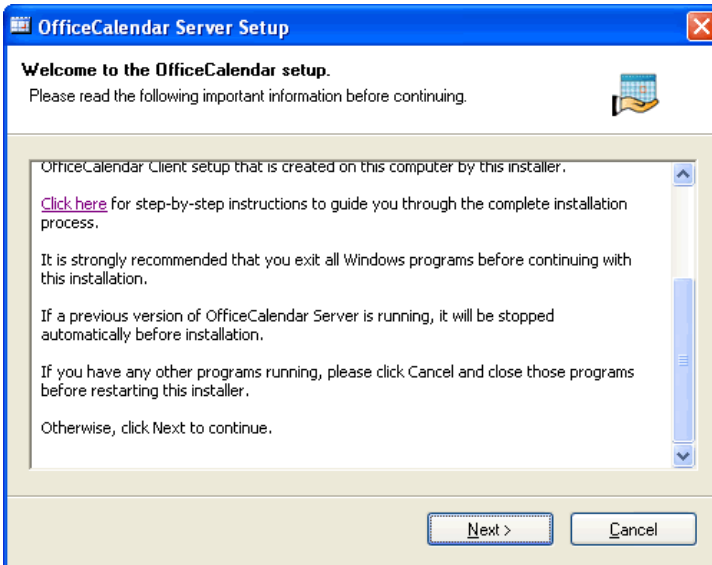 OfficeCalendar Server Setup
Welcome to the OfficeCalendar setup.
Please read the following important information before continuing.
OfficeCalendar Client setup that is created on this computer by this installer.
Click here for step-by-step instructions to guide you through the complete installation
process.
It is strongly recommended that you exit all Windows programs before continuing with
this installation.
If a previous version of OfficeCalendar Server is running, it will be stopped
automatically before installation.
If you have any other programs running, please click Cancel and close those programs
before restarting this installer.
Otherwise, click Next to continue.
Next >
Cancel